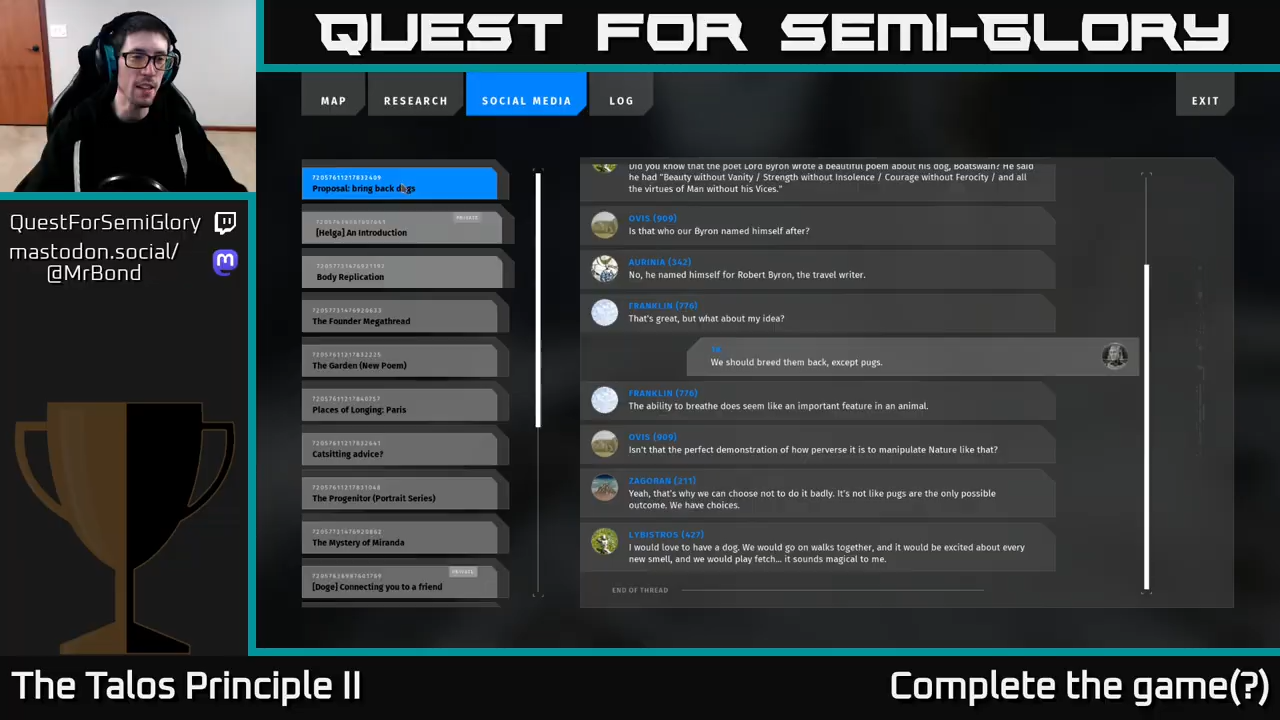 QUEST FOR SEMI-GLORY
MAP
RESEARCH
SOCIAL MEDIA
LOG
EXIT
QuestForSemiGlory
mastodon.social/
@MrBond
72057611217832409
Proposal: bring back dogs
PRIVATE
[Helga] An Introduction
Body Replication
The Founder Megathread
The Garden (New Poem)
Places of Longing: Paris
Catsitting advice?
The Progenitor (Portrait Series)
The Mystery of Miranda
PRIVATE
[Doge] Connecting you to a friend
Did you know that the poet Lord Byron wrote a beautiful poem about his dog, Boatswain? He said
he had "Beauty without Vanity / Strength without Insolence / Courage without Ferocity / and all
the virtues of Man without his Vices."
OVIS (909)
Is that who our Byron named himself after?
AURINIA (342)
No, he named himself for Robert Byron, the travel writer.
FRANKLIN (776)
That's great, but what about my idea?
1K
We should breed them back, except pugs.
FRANKLIN (776)
The ability to breathe does seem like an important feature in an animal.
OVIS (909)
Isn't that the perfect demonstration of how perverse it is to manipulate Nature like that?
ZAGORAN (211)
Yeah, that's why we can choose not to do it badly. It's not like pugs are the only possible
outcome. We have choices.
LYBISTROS (427)
I would love to have a dog. We would go on walks together, and it would be excited about every
new smell, and we would play fetch... it sounds magical to me.
END OF THREAD
The Talos Principle II
Complete the game(?)